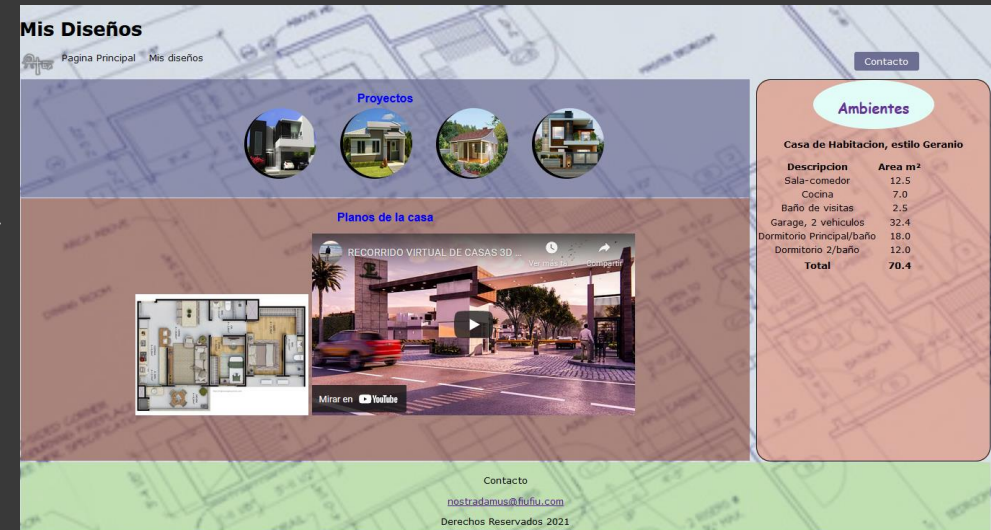 Mis Diseños
Pagina Principal Mis diseños
Contacto
Proyectos
Planos de la casa
RECORRIDO VIRTUAL DE CASAS 3D ...
Compartir
Mirar en YouTube
Ambientes
Casa de Habitacion, estilo Geranio
Descripcion Area m²
Sala-comedor 12.5
Cocina 7.0
Baño de visitas 2.5
Garage, 2 vehiculos 32.4
Dormitorio Principal/baño 18.0
Dormitorio 2/baño 12.0
Total 70.4
Contacto
nostradamus@fiufiu.com
Derechos Reservados 2021